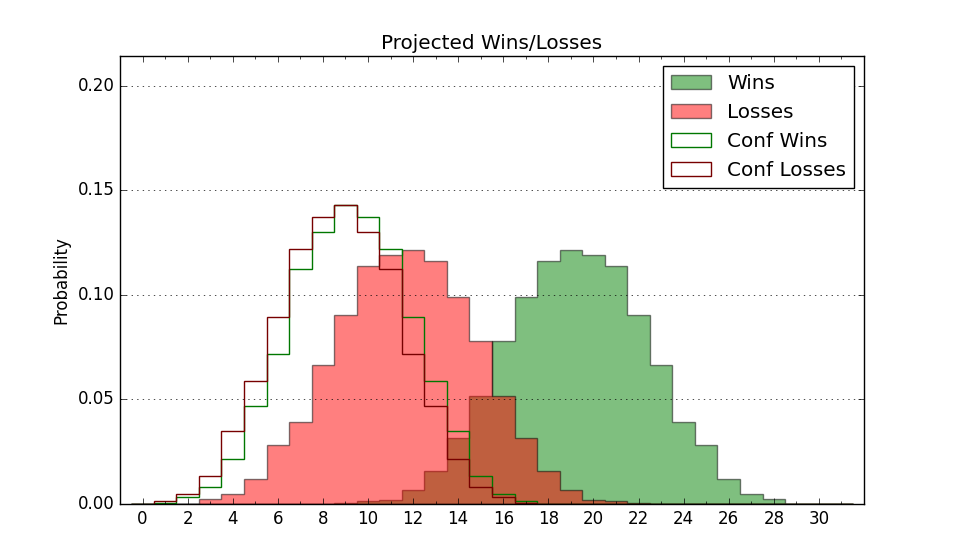 Projected Wins/Losses
Wins
Losses
Conf Wins
Conf Losses
Probability
0.20
0.15
0.10
0.05
0.00
0 2 4 6 8 10 12 14 16 18 20 22 24 26 28 30